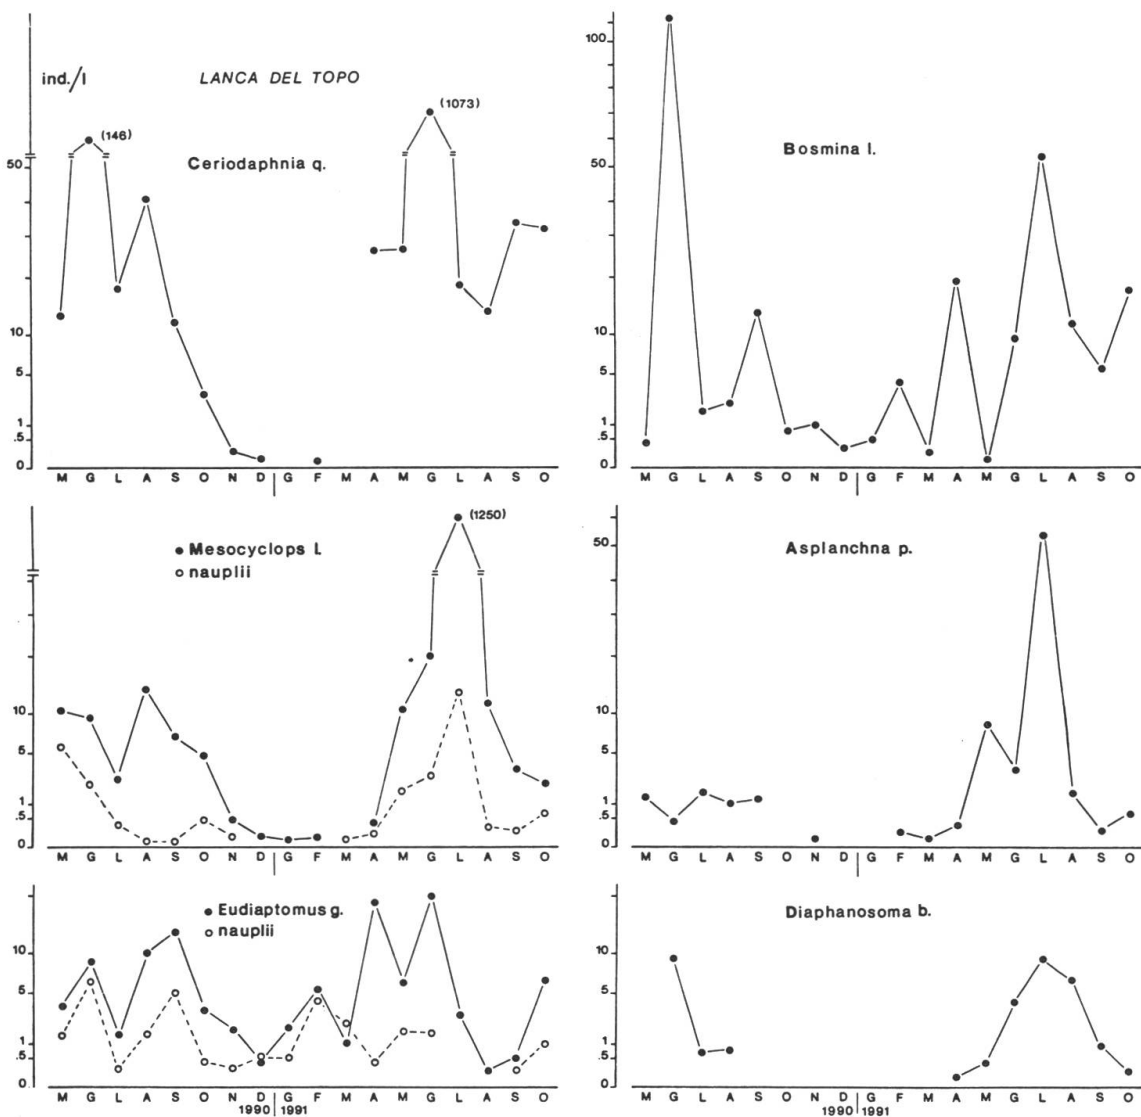 ind./l
LANCA DEL TOPO
(146)
(1073)
Ceriodaphnia q.
50
10
5
1
.5
0
M G L A S O N D G F M A M G L A S O
Bosmina l.
100
50
10
5
1
.5
0
M G L A S O N D G F M A M G L A S O
(1250)
Mesocyclops l.
nauplii
10
5
1
.5
0
M G L A S O N D G F M A M G L A S O
Asplanchna p.
50
10
5
1
.5
0
M G L A S O N D G F M A M G L A S O
Eudiaptomus g.
nauplii
10
5
1
.5
0
M G L A S O N D G F M A M G L A S O
1990 1991
Diaphanosoma b.
10
5
1
.5
0
M G L A S O N D G F M A M G L A S O
1990 1991